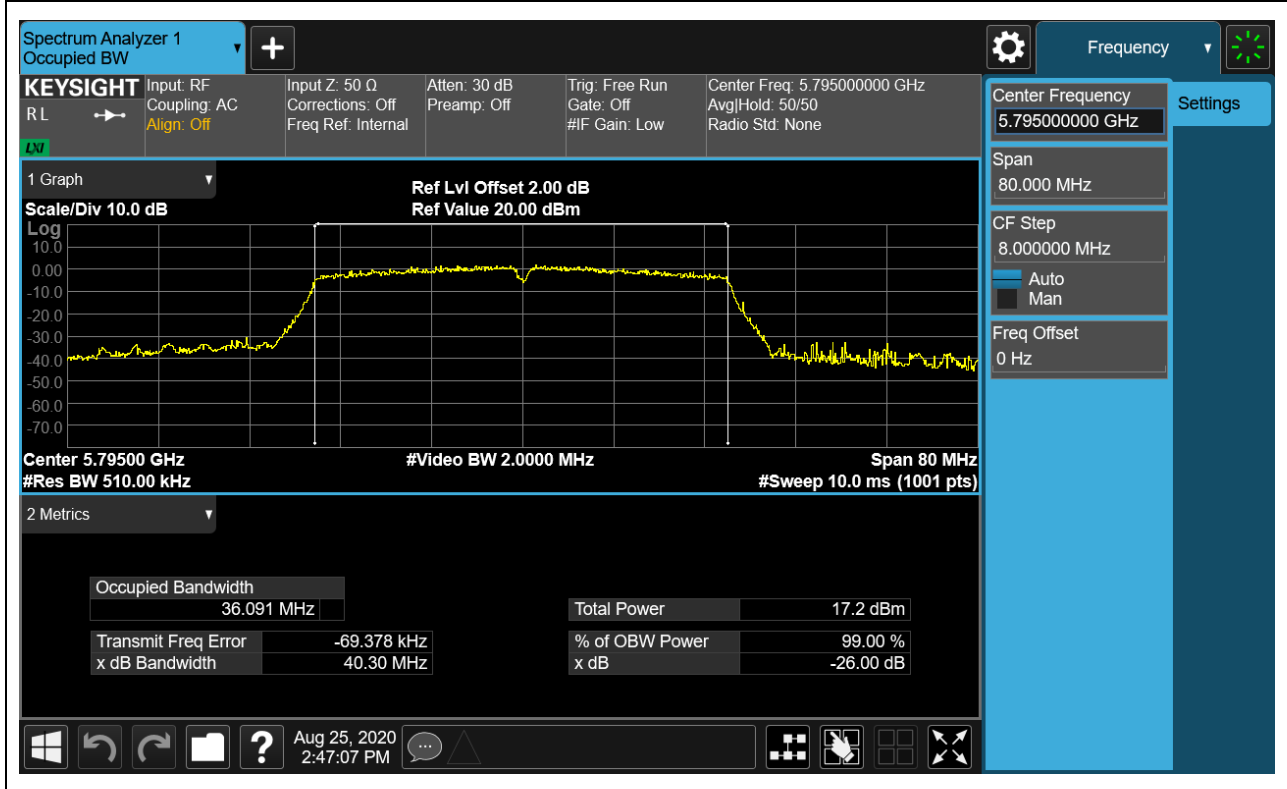 Spectrum Analyzer 1
Occupied BW
Frequency
KEYSIGHT
R L
LXI
Input: RF
Coupling: AC
Align: Off
Input Z: 50 Ω
Corrections: Off
Freq Ref: Internal
Atten: 30 dB
Preamp: Off
Trig: Free Run
Gate: Off
#IF Gain: Low
Center Freq: 5.795000000 GHz
Avg|Hold: 50/50
Radio Std: None
Center Frequency
5.795000000 GHz
Settings
Span
80.000 MHz
CF Step
8.000000 MHz
Auto
Man
Freq Offset
0 Hz
1 Graph
Scale/Div 10.0 dB
Ref Lvl Offset 2.00 dB
Ref Value 20.00 dBm
Log
10.0
0.00
-10.0
-20.0
-30.0
-40.0
-50.0
-60.0
-70.0
Center 5.79500 GHz
#Video BW 2.0000 MHz
Span 80 MHz
#Res BW 510.00 kHz
#Sweep 10.0 ms (1001 pts)
2 Metrics
Occupied Bandwidth
36.091 MHz
Total Power 17.2 dBm
Transmit Freq Error -69.378 kHz
% of OBW Power 99.00 %
x dB Bandwidth 40.30 MHz
x dB -26.00 dB
?
Aug 25, 2020
2:47:07 PM